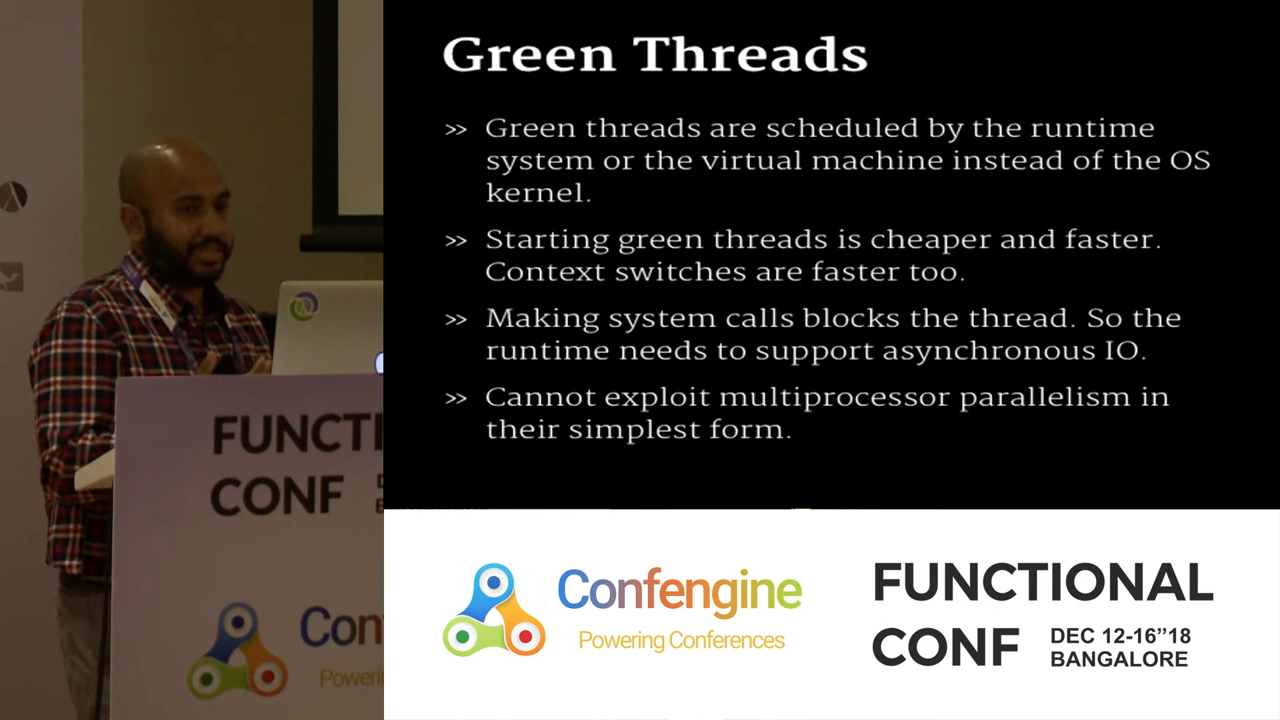 Green Threads
>> Green threads are scheduled by the runtime
system or the virtual machine instead of the OS
kernel.
>> Starting green threads is cheaper and faster.
Context switches are faster too.
>> Making system calls blocks the thread. So the
runtime needs to support asynchronous IO.
>> Cannot exploit multiprocessor parallelism in
their simplest form.
FUNCTI
CONF
Con
Poweri
Confengine
Powering Conferences
FUNCTIONAL
CONF DEC 12-16”18
BANGALORE